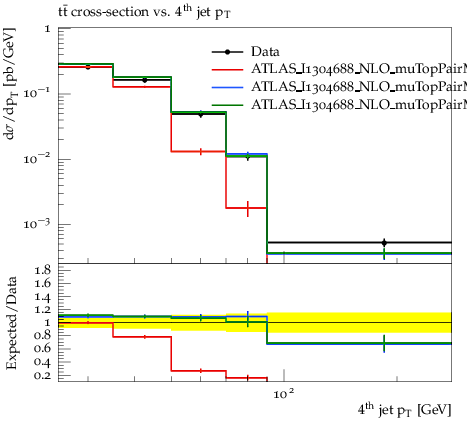 tt̄ cross-section vs. 4th jet pT
dσ/dpT [pb/GeV]
1
10⁻¹
10⁻²
10⁻³
Data
ATLAS_I1304688_NLO_muTopPairM
ATLAS_I1304688_NLO_muTopPairM
ATLAS_I1304688_NLO_muTopPairM
Expected/Data
1.8
1.6
1.4
1.2
1
0.8
0.6
0.4
0.2
10²
4th jet pT [GeV]